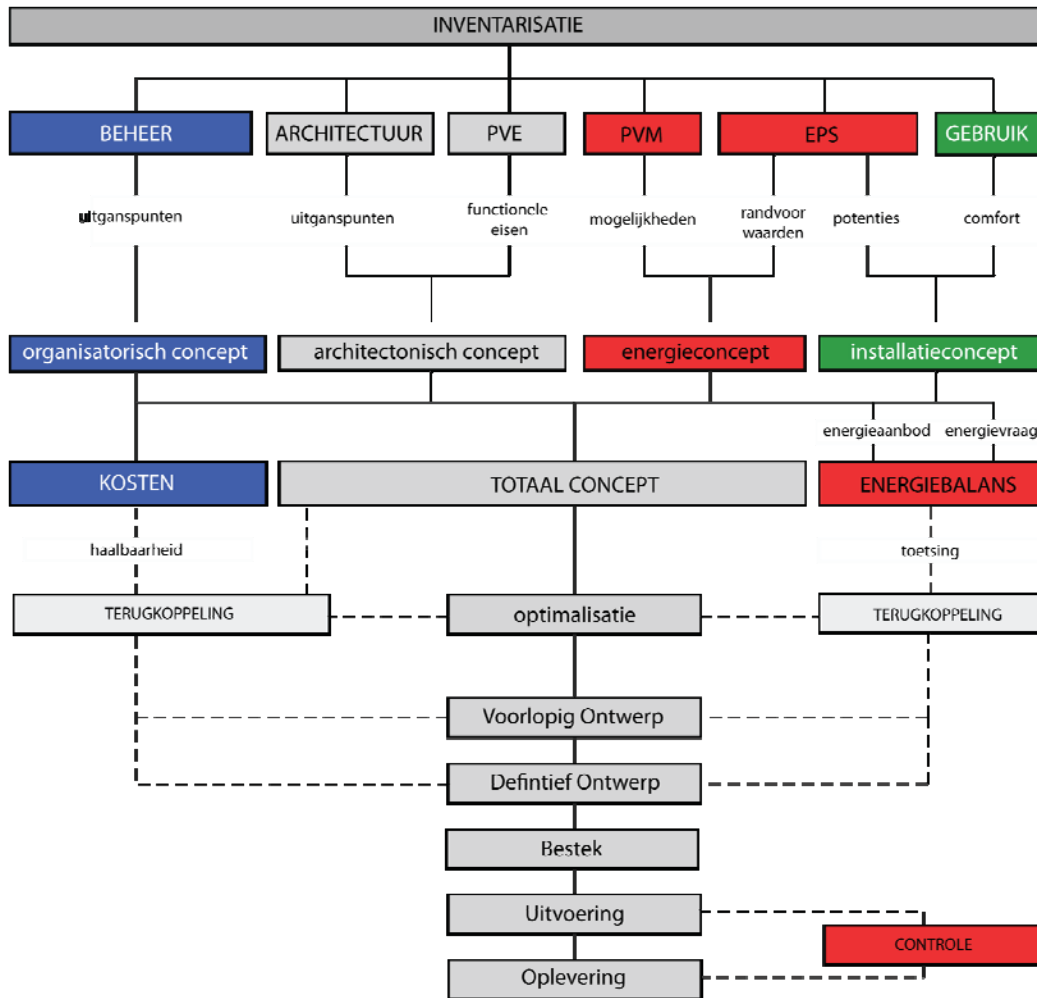 INVENTARISATIE
BEHEER
ARCHITECTUUR
PVE
PVM
EPS
GEBRUIK
uitganspunten
uitganspunten
functionele
eisen
mogelijkheden
randvoor
waarden
potenties
comfort
organisatorisch concept
architectonisch concept
energieconcept
installatieconcept
energieaanbod
energievraag
KOSTEN
TOTAAL CONCEPT
ENERGIEBALANS
haalbaarheid
toetsing
TERUGKOPPELING
optimalisatie
TERUGKOPPELING
Voorlopig Ontwerp
Defintief Ontwerp
Bestek
Uitvoering
CONTROLE
Oplevering